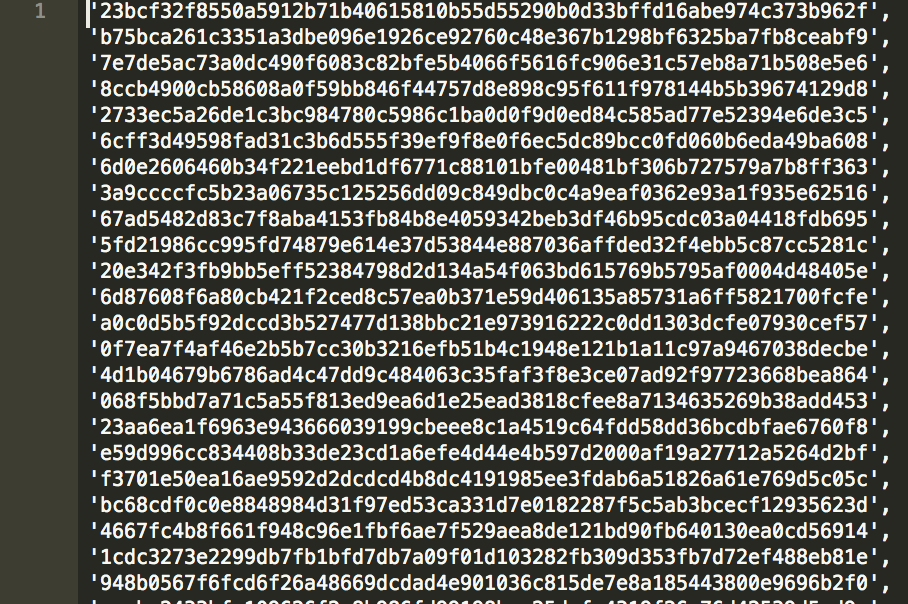 1 '23bcf32f8550a5912b71b40615810b55d55290b0d33bffd16abe974c373b962f',
'b75bca261c3351a3dbe096e1926ce92760c48e367b1298bf6325ba7fb8ceabf9',
'7e7de5ac73a0dc490f6083c82bfe5b4066f5616fc906e31c57eb8a71b508e5e6',
'8ccb4900cb58608a0f59bb846f44757d8e898c95f611f978144b5b39674129d8',
'2733ec5a26de1c3bc984780c5986c1ba0d0f9d0ed84c585ad77e52394e6de3c5',
'6cff3d49598fad31c3b6d555f39ef9f8e0f6ec5dc89bcc0fd060b6eda49ba608',
'6d0e2606460b34f221eebd1df6771c88101bfe00481bf306b727579a7b8ff363',
'3a9ccccfc5b23a06735c125256dd09c849dbc0c4a9eaf0362e93a1f935e62516',
'67ad5482d83c7f8aba4153fb84b8e4059342beb3df46b95cdc03a04418fdb695',
'5fd21986cc995fd74879e614e37d53844e887036affded32f4ebb5c87cc5281c',
'20e342f3fb9bb5eff52384798d2d134a54f063bd615769b5795af0004d48405e',
'6d87608f6a80cb421f2ced8c57ea0b371e59d406135a85731a6ff5821700fcfe',
'a0c0d5b5f92dccd3b527477d138bbc21e973916222c0dd1303dcfe07930cef57',
'0f7ea7f4af46e2b5b7cc30b3216efb51b4c1948e121b1a11c97a9467038decbe',
'4d1b04679b6786ad4c47dd9c484063c35faf3f8e3ce07ad92f97723668bea864',
'068f5bbd7a71c5a55f813ed9ea6d1e25ead3818cfee8a7134635269b38add453',
'23aa6ea1f6963e943666039199cbeee8c1a4519c64fdd58dd36bcdbfae6760f8',
'e59d996cc834408b33de23cd1a6efe4d44e4b597d2000af19a27712a5264d2bf',
'f3701e50ea16ae9592d2dcdcd4b8dc4191985ee3fdab6a51826a61e769d5c05c',
'bc68cdf0c0e8848984d31f97ed53ca331d7e0182287f5c5ab3bcecf12935623d',
'4667fc4b8f661f948c96e1fbf6ae7f529aea8de121bd90fb640130ea0cd56914',
'1cdc3273e2299db7fb1bfd7db7a09f01d103282fb309d353fb7d72ef488eb81e',
'948b0567f6fcd6f26a48669dcdad4e901036c815de7e8a185443800e9696b2f0',